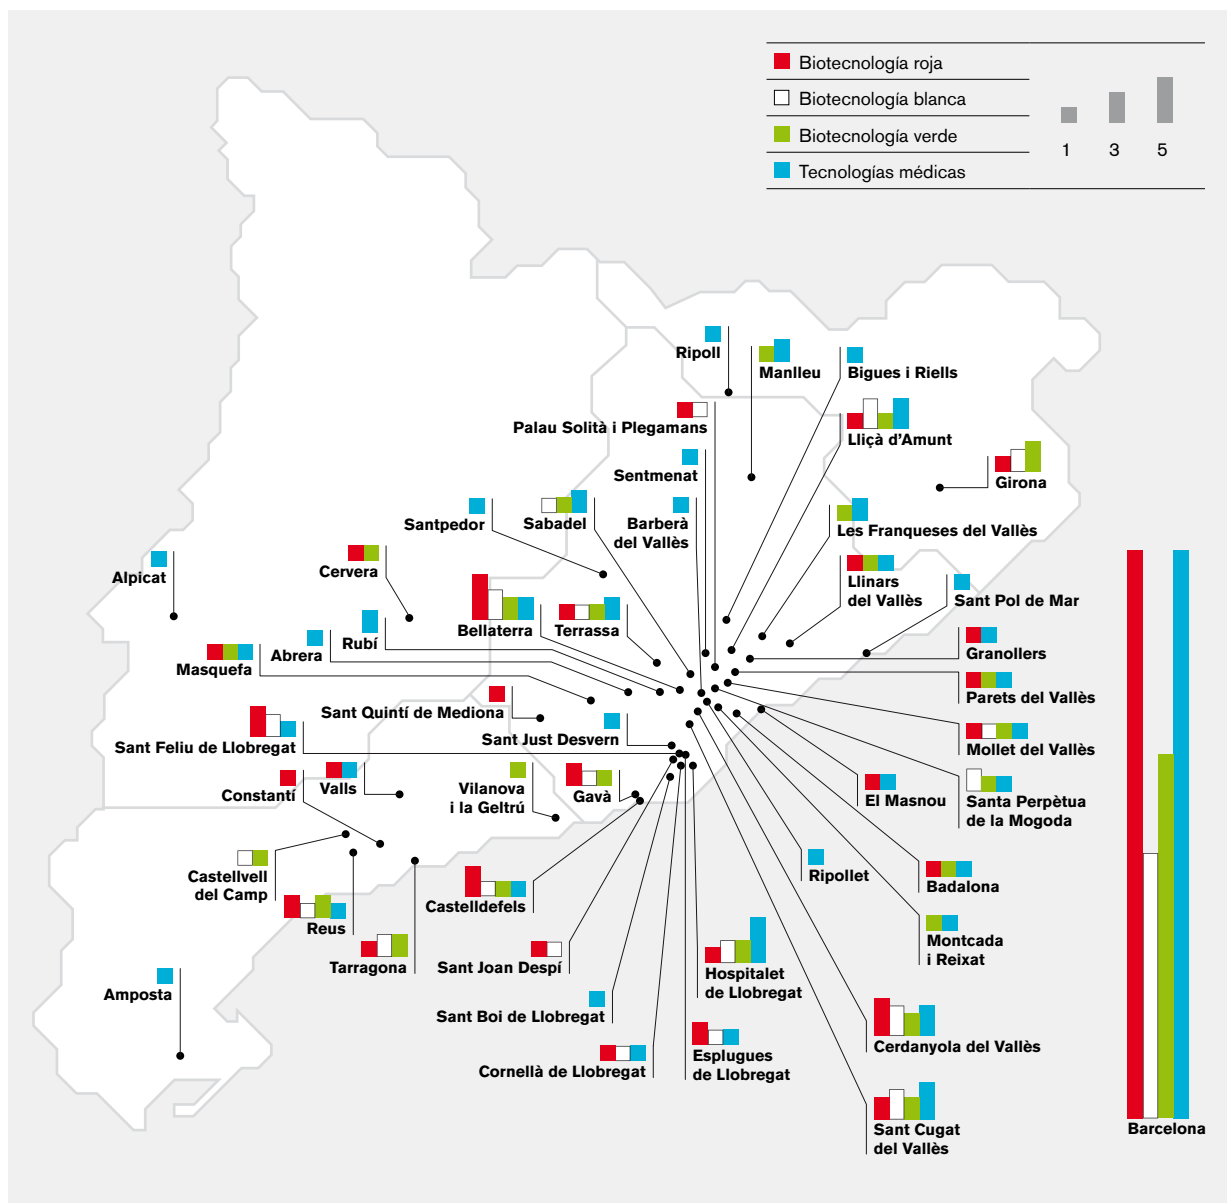 Biotecnología roja
Biotecnología blanca
Biotecnología verde
Tecnologías médicas
1 3 5
Ripoll
Manlleu
Bigues i Riells
Palau Solità i Plegamans
Lliçà d'Amunt
Sentmenat
Girona
Santpedor
Sabadel
Barberà
del Vallès
Les Franqueses del Vallès
Alpicat
Cervera
Llinars
del Vallès
Sant Pol de Mar
Bellaterra
Terrassa
Rubí
Abrera
Masquefa
Granollers
Parets del Vallès
Sant Quintí de Mediona
Sant Just Desvern
Sant Feliu de Llobregat
Mollet del Vallès
Constantí
Valls
Vilanova
i la Geltrú
Gavà
El Masnou
Santa Perpètua
de la Mogoda
Castellvell
del Camp
Castelldefels
Ripollet
Badalona
Reus
Tarragona
Sant Joan Despí
Hospitalet
de Llobregat
Montcada
i Reixat
Amposta
Sant Boi de Llobregat
Cornellà de Llobregat
Esplugues
de Llobregat
Cerdanyola del Vallès
Sant Cugat
del Vallès
Barcelona